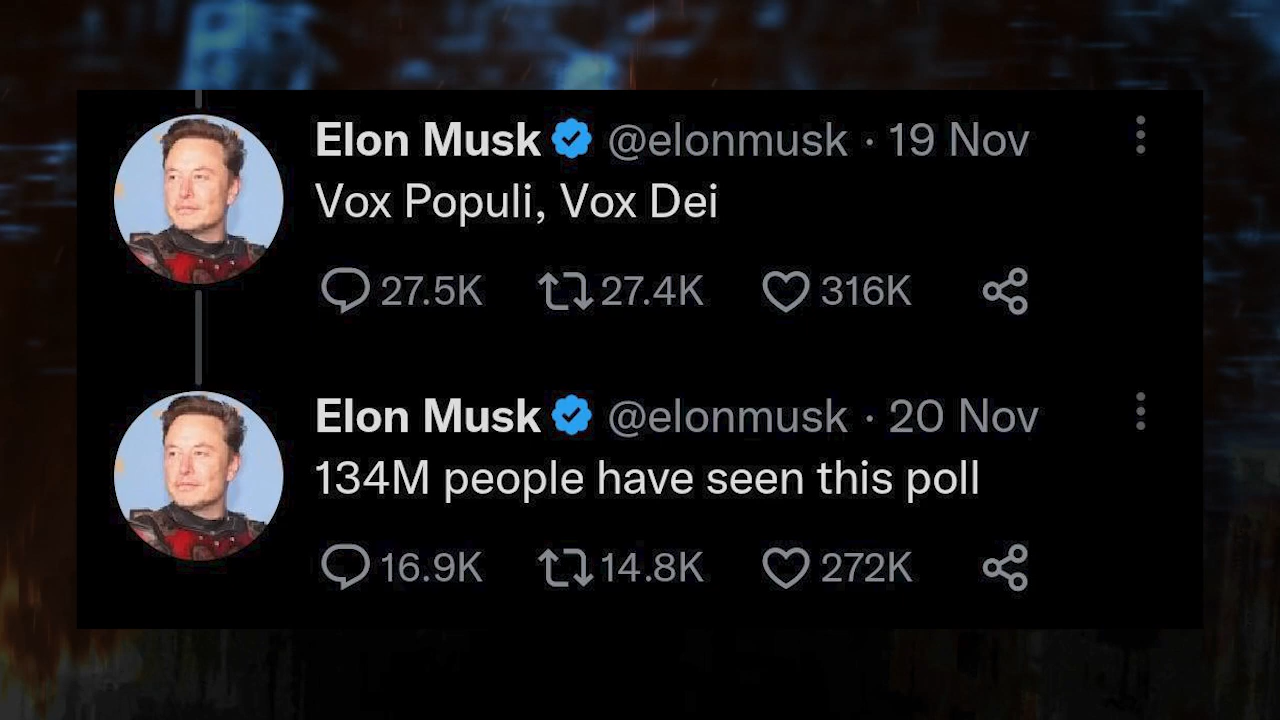 Elon Musk @elonmusk · 19 Nov
Vox Populi, Vox Dei
27.5K 27.4K 316K
Elon Musk @elonmusk · 20 Nov
134M people have seen this poll
16.9K 14.8K 272K